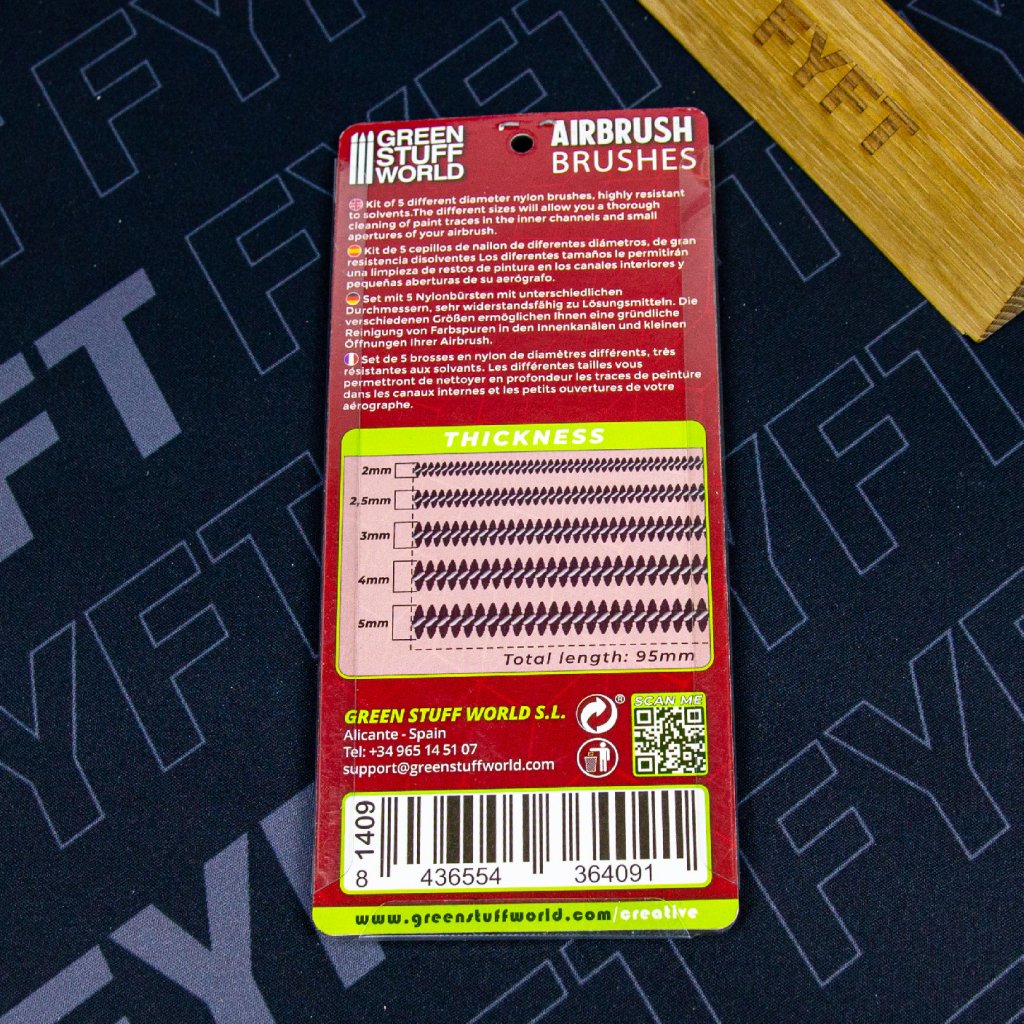 FYFT
GREEN
STUFF
WORLD
AIRBRUSH
BRUSHES
Kit of 5 different diameter nylon brushes, highly resistant
to solvents.The different sizes will allow you a thorough
cleaning of paint traces in the inner channels and small
apertures of your airbrush.
Kit de 5 cepillos de nailon de diferentes diámetros, de gran
resistencia disolventes Los diferentes tamaños le permitirán
una limpieza de restos de pintura en los canales interiores y
pequeñas aberturas de su aerógrafo.
Set mit 5 Nylonbürsten mit unterschiedlichen
Durchmessern, sehr widerstandsfähig zu Lösungsmitteln. Die
verschiedenen Größen ermöglichen Ihnen eine gründliche
Reinigung von Farbspuren in den Innenkanälen und kleinen
Öffnungen Ihrer Airbrush.
Set de 5 brosses en nylon de diamètres différents, très
résistantes aux solvants. Les différentes tailles vous
permettront de nettoyer en profondeur les traces de peinture
dans les canaux internes et les petits ouvertures de votre
aérographe.
THICKNESS
2mm
2,5mm
3mm
4mm
5mm
Total length: 95mm
GREEN STUFF WORLD S.L.
Alicante - Spain
Tel: +34 965 14 51 07
support@greenstuffworld.com
®
SCAN ME
1409
8 436554 364091
www.greenstuffworld.com/creative
FYFT
FYFT
FYFT
FYFT